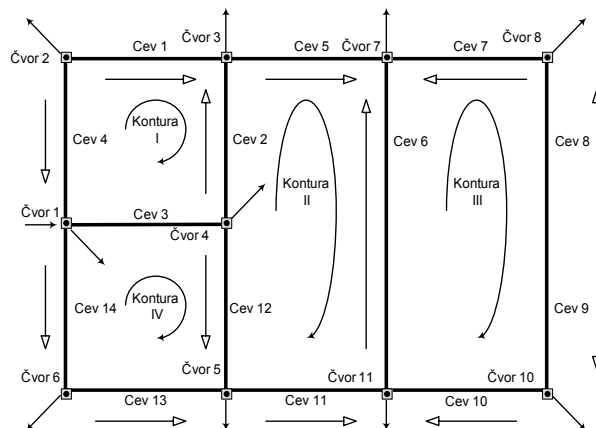 Čvor 2
Cev 1
Čvor 3
Cev 5
Čvor 7
Cev 7
Čvor 8
Cev 4
Kontura
I
Cev 2
Kontura
II
Cev 6
Kontura
III
Cev 8
Čvor 1
Cev 3
Čvor 4
Cev 14
Kontura
IV
Cev 12
Cev 9
Čvor 6
Čvor 5
Čvor 11
Čvor 10
Cev 13
Cev 11
Cev 10